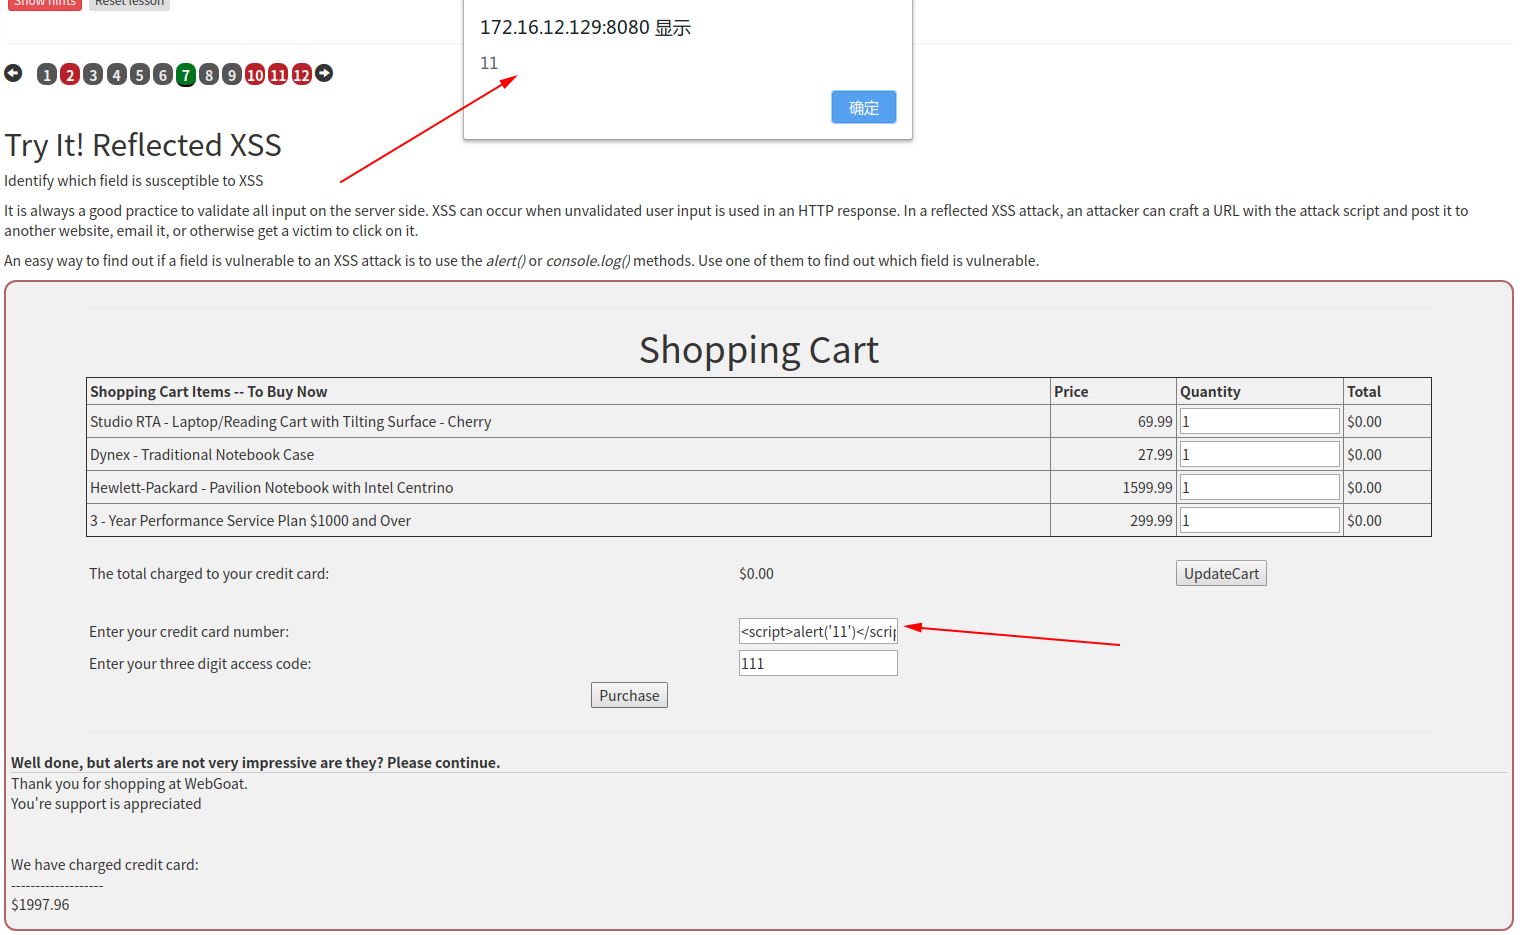 Show hints Reset lesson
172.16.12.129:8080 显示
11
确定
1 2 3 4 5 6 7 8 9 10 11 12
Try It! Reflected XSS
Identify which field is susceptible to XSS
It is always a good practice to validate all input on the server side. XSS can occur when unvalidated user input is used in an HTTP response. In a reflected XSS attack, an attacker can craft a URL with the attack script and post it to
another website, email it, or otherwise get a victim to click on it.
An easy way to find out if a field is vulnerable to an XSS attack is to use the alert() or console.log() methods. Use one of them to find out which field is vulnerable.
Shopping Cart
Shopping Cart Items -- To Buy Now Price Quantity Total
Studio RTA - Laptop/Reading Cart with Tilting Surface - Cherry 69.99 1 $0.00
Dynex - Traditional Notebook Case 27.99 1 $0.00
Hewlett-Packard - Pavilion Notebook with Intel Centrino 1599.99 1 $0.00
3 - Year Performance Service Plan $1000 and Over 299.99 1 $0.00
The total charged to your credit card: $0.00 UpdateCart
Enter your credit card number: <script>alert('11')</scrip
Enter your three digit access code: 111
Purchase
Well done, but alerts are not very impressive are they? Please continue.
Thank you for shopping at WebGoat.
You're support is appreciated
We have charged credit card:
-------------------
$1997.96